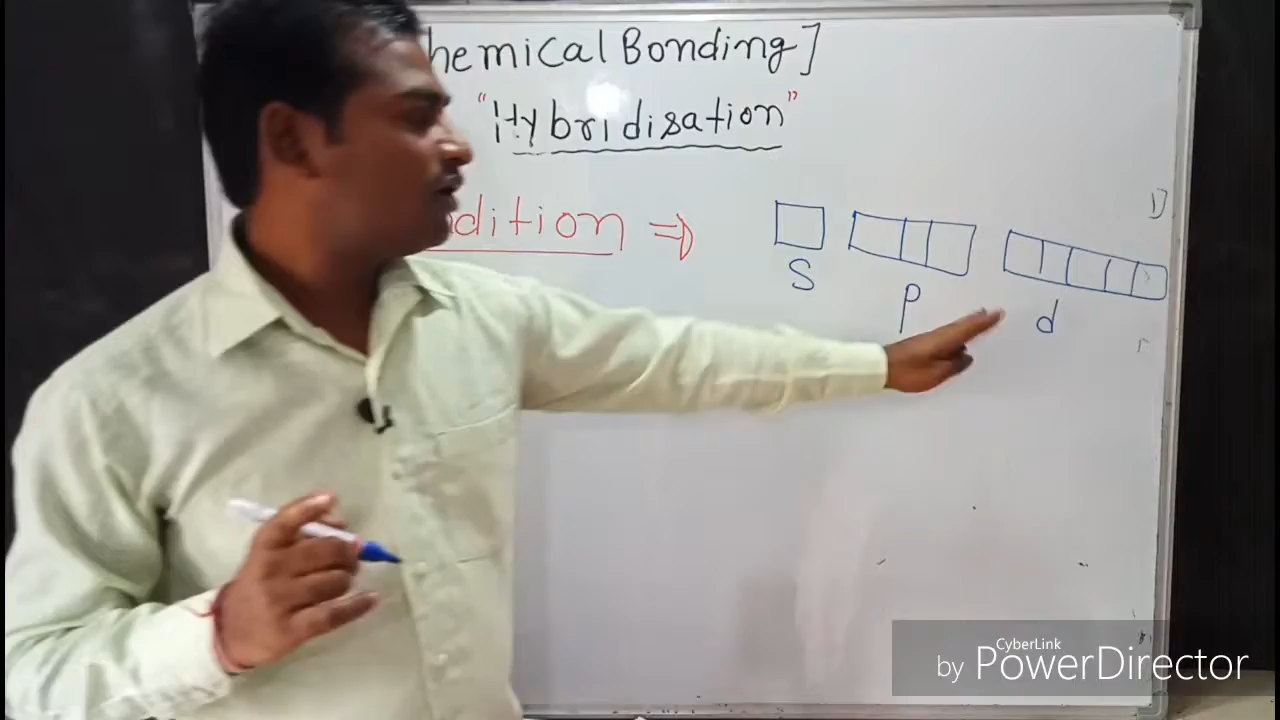 hemical Bonding]
"Hybridisation"
dition ⇒
S
p
d
CyberLink
by PowerDirector